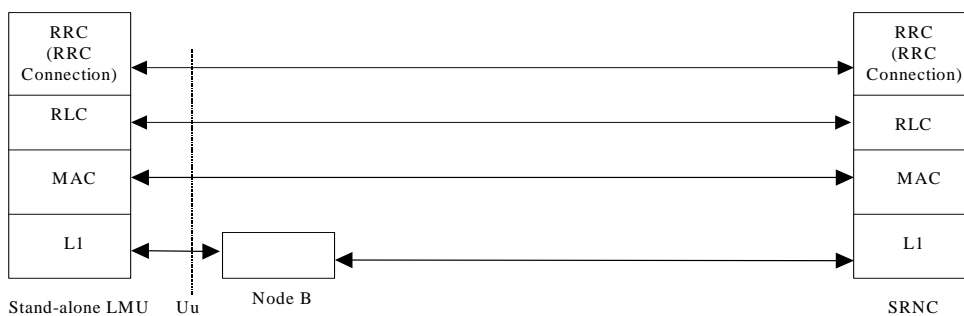 RRC
(RRC
Connection)
RLC
MAC
L1
Stand-alone LMU
Uu
Node B
RRC
(RRC
Connection)
RLC
MAC
L1
SRNC